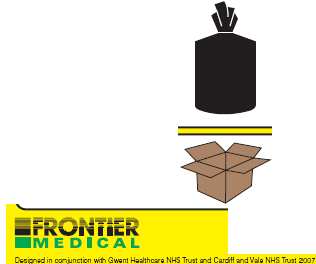 FRONTIER
MEDICAL
Designed in conjunction with Gwent Healthcare NHS Trust and Cardiff and Vale NHS Trust 2007